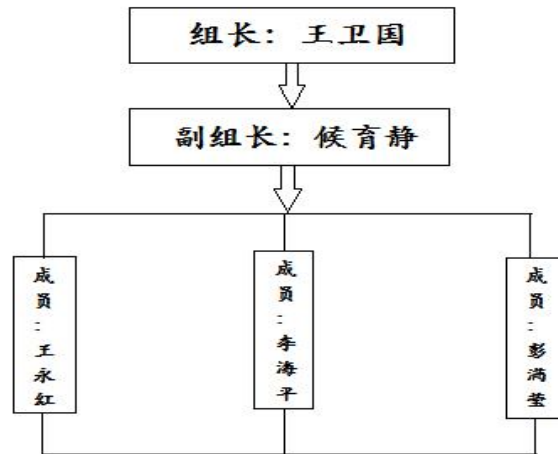 组长：王卫国
副组长：候育静
成员：王永红
成员：李海平
成员：彭满莹